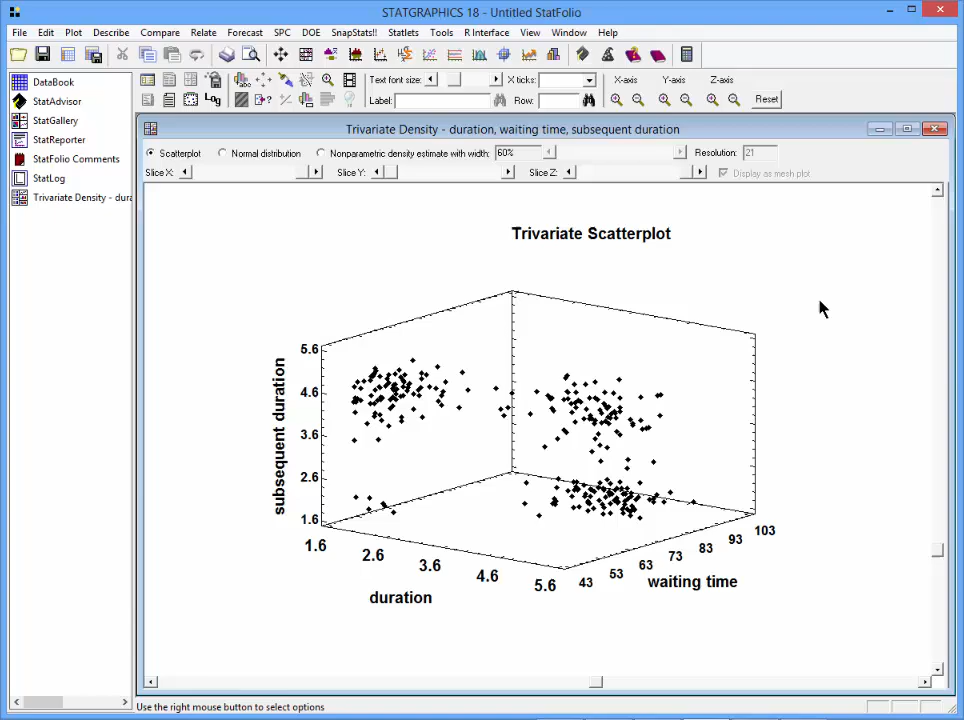 STATGRAPHICS 18 - Untitled StatFolio
File Edit Plot Describe Compare Relate Forecast SPC DOE SnapStats!! Statlets Tools R Interface View Window Help
Text font size: X ticks: X-axis Y-axis Z-axis
Log Label: Row: Reset
DataBook
StatAdvisor
StatGallery
StatReporter
StatFolio Comments
StatLog
Trivariate Density - dura
Trivariate Density - duration, waiting time, subsequent duration
Scatterplot Normal distribution Nonparametric density estimate with width: 60% Resolution: 21
Slice X: Slice Y: Slice Z: Display as mesh plot
Trivariate Scatterplot
5.6
4.6
3.6
2.6
1.6
subsequent duration
1.6 2.6 3.6 4.6 5.6
duration
43 53 63 73 83 93 103
waiting time
Use the right mouse button to select options